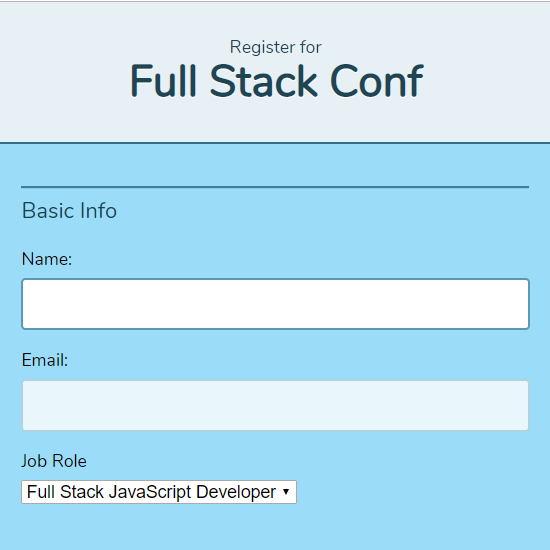 Register for
Full Stack Conf
Basic Info
Name:
Email:
Job Role
Full Stack JavaScript Developer